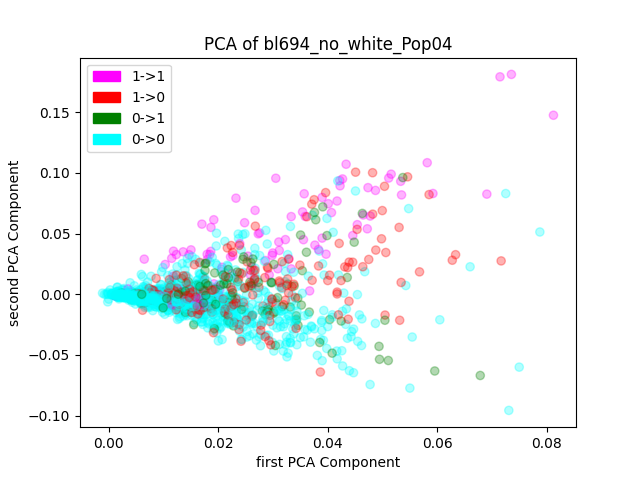 PCA of bl694_no_white_Pop04
1->1
1->0
0->1
0->0
0.15
0.10
0.05
0.00
−0.05
−0.10
second PCA Component
0.00 0.02 0.04 0.06 0.08
first PCA Component